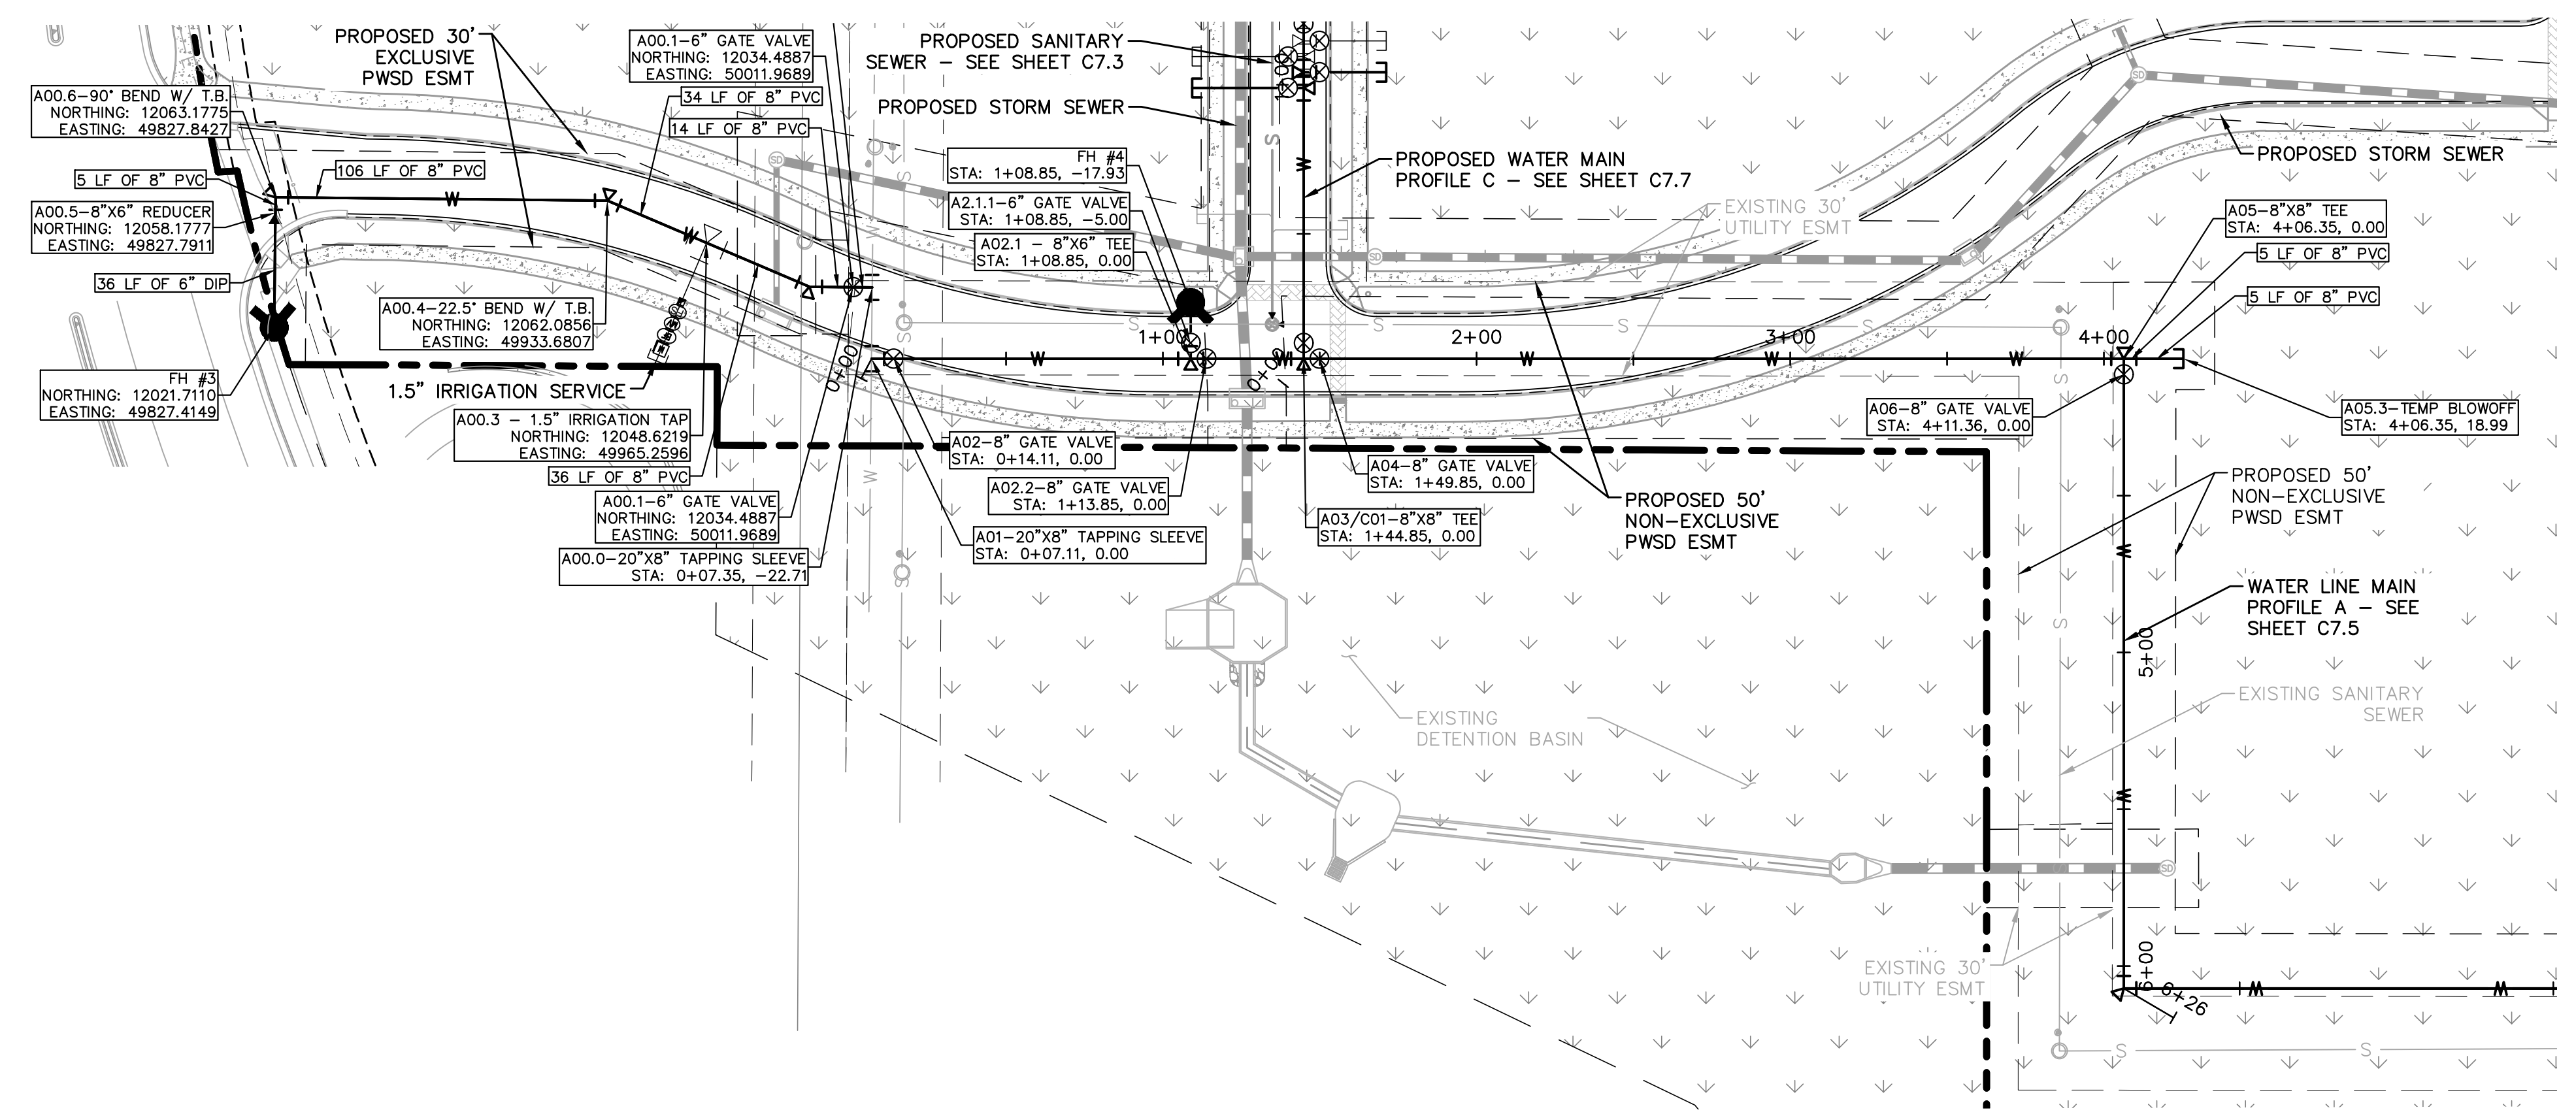 PROPOSED 30'
EXCLUSIVE
PWSD ESMT
A00.1-6" GATE VALVE
NORTHING: 12034.4887
EASTING: 50011.9689
PROPOSED SANITARY
SEWER - SEE SHEET C7.3
A00.6-90° BEND W/ T.B.
NORTHING: 12063.1775
EASTING: 49827.8427
34 LF OF 8" PVC
14 LF OF 8" PVC
PROPOSED STORM SEWER
SD
SD
S
S
W
5 LF OF 8" PVC
106 LF OF 8" PVC
W
FH #4
STA: 1+08.85, -17.93
W
PROPOSED WATER MAIN
PROFILE C - SEE SHEET C7.7
PROPOSED STORM SEWER
A00.5-8"X6" REDUCER
NORTHING: 12058.1777
EASTING: 49827.7911
A2.1.1-6" GATE VALVE
STA: 1+08.85, -5.00
EXISTING 30'
UTILITY ESMT
A05-8"X8" TEE
STA: 4+06.35, 0.00
W
A02.1 - 8"X6" TEE
STA: 1+08.85, 0.00
SD
5 LF OF 8" PVC
36 LF OF 6" DIP
5 LF OF 8" PVC
A00.4-22.5° BEND W/ T.B.
NORTHING: 12062.0856
EASTING: 49933.6807
S
S
S
S
S
S
0+00
1+00
2+00
3+00
4+00
W
W
W
W
W
0+00
S
FH #3
NORTHING: 12021.7110
EASTING: 49827.4149
1.5" IRRIGATION SERVICE
A00.3 - 1.5" IRRIGATION TAP
NORTHING: 12048.6219
EASTING: 49965.2596
A06-8" GATE VALVE
STA: 4+11.36, 0.00
A05.3-TEMP BLOWOFF
STA: 4+06.35, 18.99
A02-8" GATE VALVE
STA: 0+14.11, 0.00
A04-8" GATE VALVE
STA: 1+49.85, 0.00
36 LF OF 8" PVC
W
A02.2-8" GATE VALVE
STA: 1+13.85, 0.00
PROPOSED 50'
NON-EXCLUSIVE
PWSD ESMT
PROPOSED 50'
NON-EXCLUSIVE
PWSD ESMT
A00.1-6" GATE VALVE
NORTHING: 12034.4887
EASTING: 50011.9689
A03/C01-8"X8" TEE
STA: 1+44.85, 0.00
A01-20"X8" TAPPING SLEEVE
STA: 0+07.11, 0.00
W
A00.0-20"X8" TAPPING SLEEVE
STA: 0+07.35, -22.71
S
WATER LINE MAIN
PROFILE A - SEE
SHEET C7.5
S
5+00
EXISTING SANITARY
SEWER
EXISTING
DETENTION BASIN
W
SD
EXISTING 30'
UTILITY ESMT
6+00
6+26
W
W
S
S